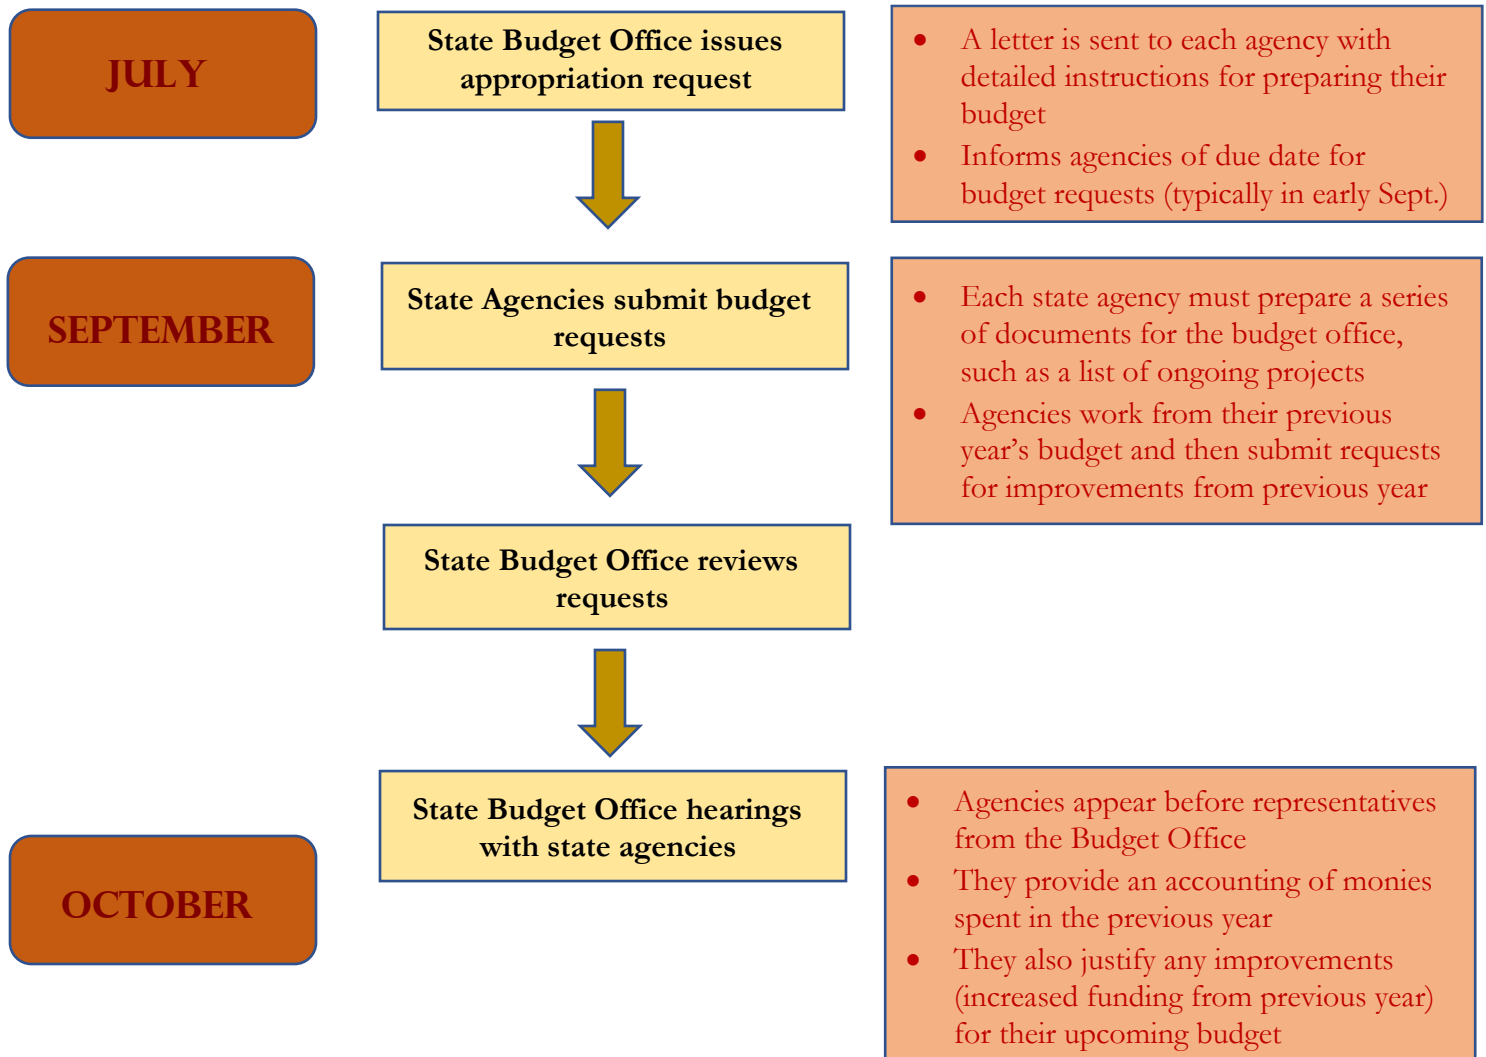 JULY
State Budget Office issues
appropriation request
• A letter is sent to each agency with
detailed instructions for preparing their
budget
• Informs agencies of due date for
budget requests (typically in early Sept.)
SEPTEMBER
State Agencies submit budget
requests
• Each state agency must prepare a series
of documents for the budget office,
such as a list of ongoing projects
• Agencies work from their previous
year’s budget and then submit requests
for improvements from previous year
State Budget Office reviews
requests
OCTOBER
State Budget Office hearings
with state agencies
• Agencies appear before representatives
from the Budget Office
• They provide an accounting of monies
spent in the previous year
• They also justify any improvements
(increased funding from previous year)
for their upcoming budget